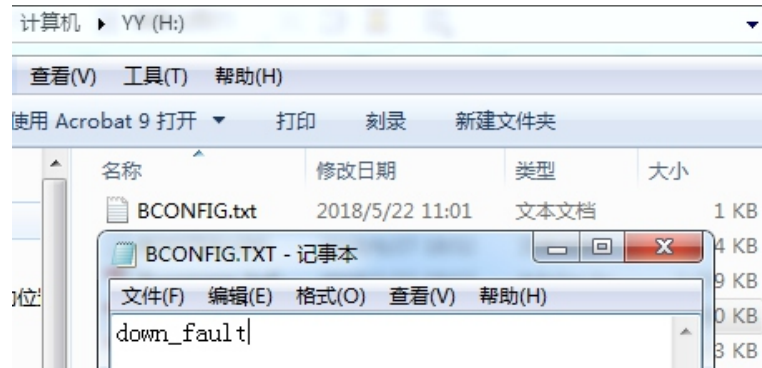 计算机 ▸ YY (H:)
查看(V) 工具(T) 帮助(H)
使用 Acrobat 9 打开 打印 刻录 新建文件夹
名称 修改日期 类型 大小
BCONFIG.txt 2018/5/22 11:01 文本文档 1 KB
BCONFIG.TXT - 记事本
4 KB
9 KB
文件(F) 编辑(E) 格式(O) 查看(V) 帮助(H)
0 KB
down_fault
3 KB